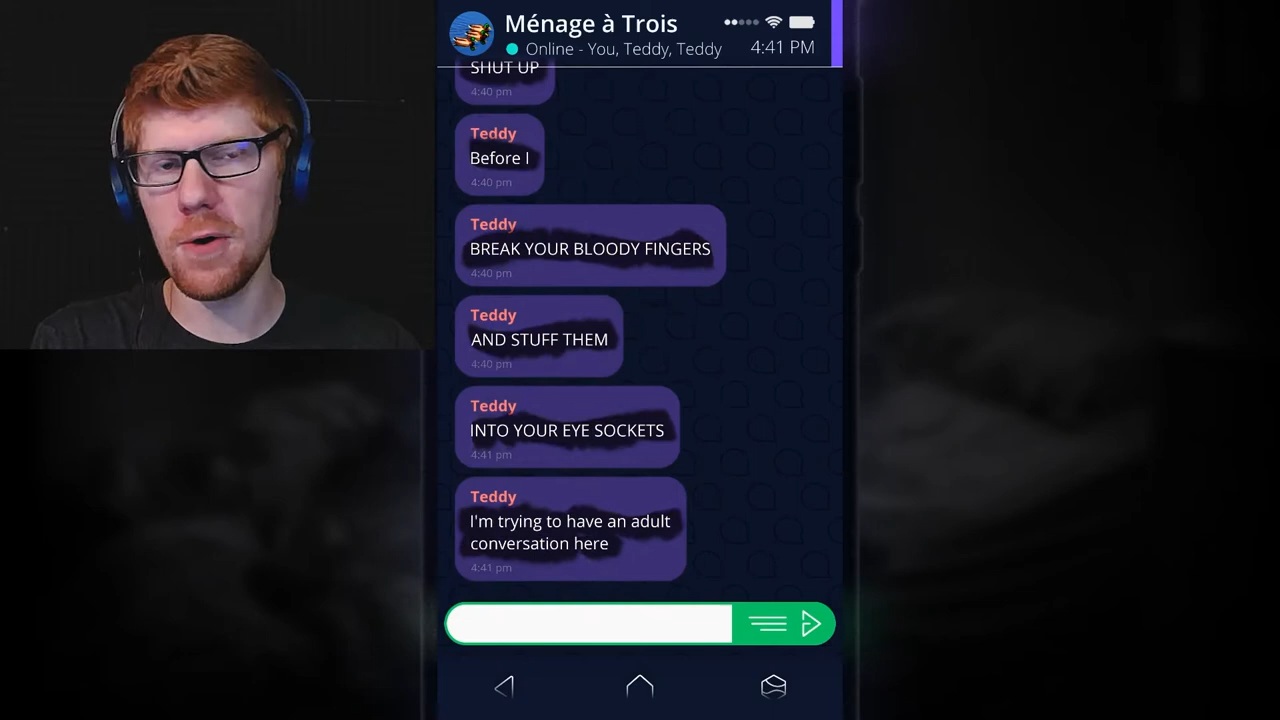 Ménage à Trois
Online - You, Teddy, Teddy
4:41 PM
SHUT UP
4:40 pm
Teddy
Before I
4:40 pm
Teddy
BREAK YOUR BLOODY FINGERS
4:40 pm
Teddy
AND STUFF THEM
4:40 pm
Teddy
INTO YOUR EYE SOCKETS
4:41 pm
Teddy
I'm trying to have an adult
conversation here
4:41 pm